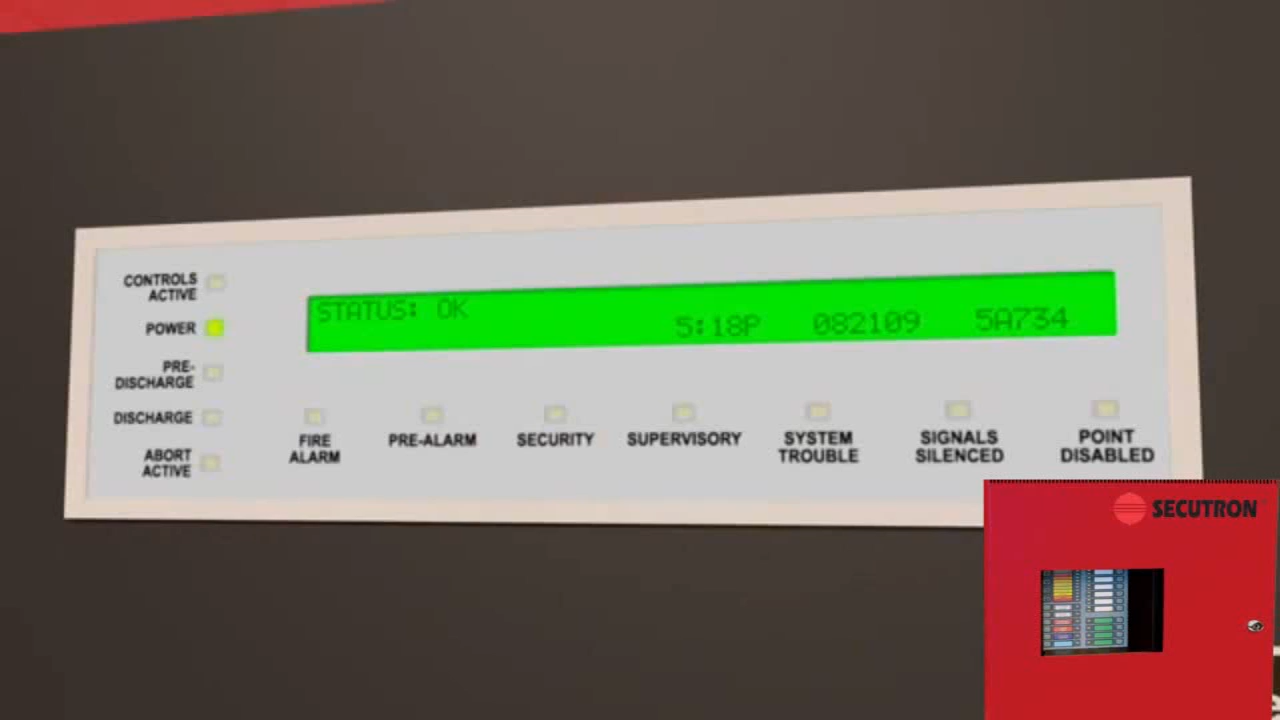 CONTROLS
ACTIVE
POWER
PRE-
DISCHARGE
DISCHARGE
ABORT
ACTIVE
STATUS: OK
5:18P 082109 5A734
FIRE
ALARM
PRE-ALARM
SECURITY
SUPERVISORY
SYSTEM
TROUBLE
SIGNALS
SILENCED
POINT
DISABLED
SECUTRON